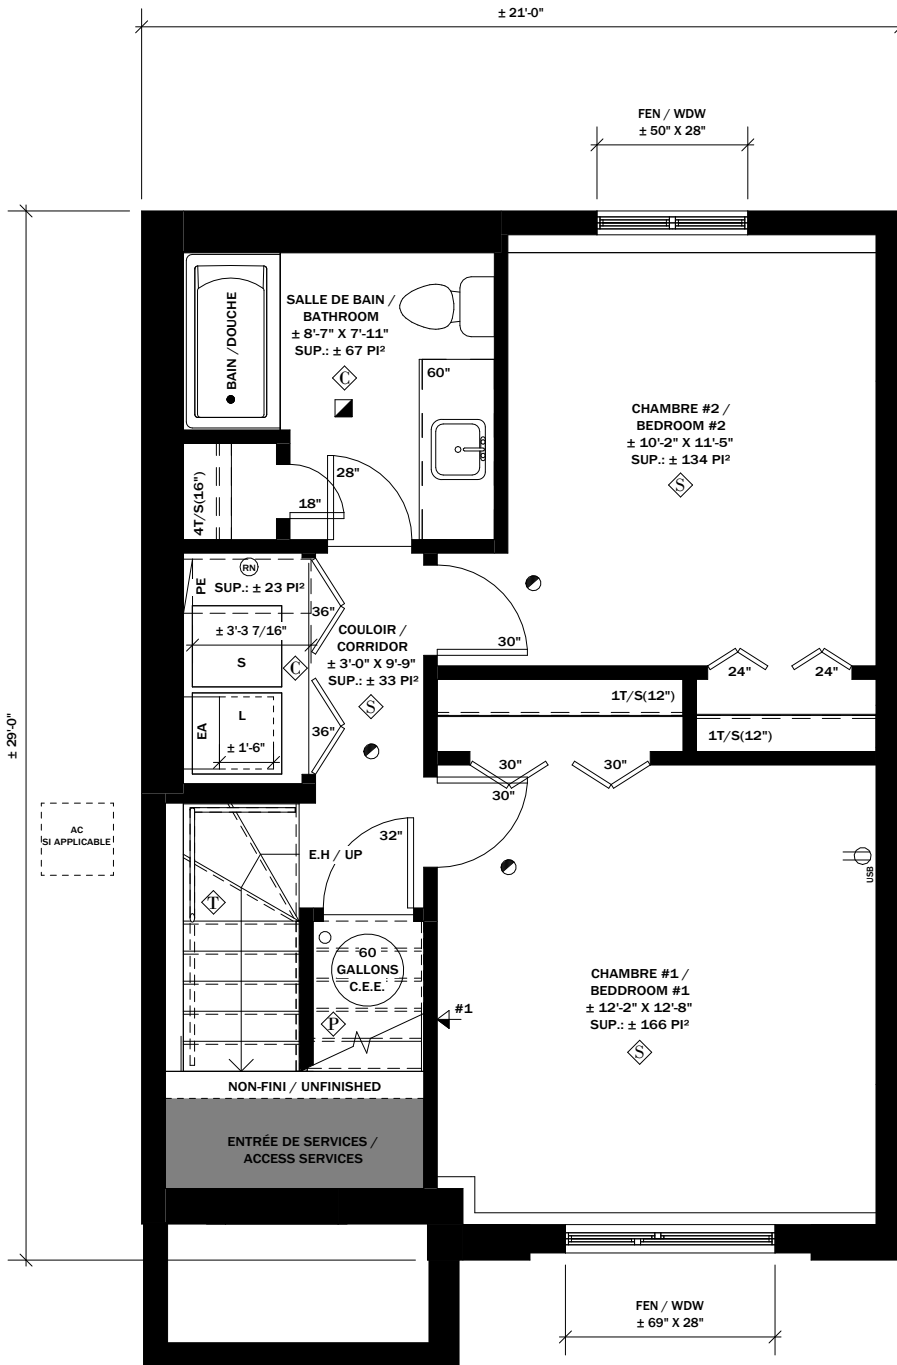 ± 21'-0"
FEN / WDW
± 50" X 28"
SALLE DE BAIN /
BATHROOM
± 8'-7" X 7'-11"
SUP.: ± 67 PI²
C
BAIN /DOUCHE
60"
CHAMBRE #2 /
BEDROOM #2
± 10'-2" X 11'-5"
SUP.: ± 134 PI²
S
28"
18"
4T/S(16")
RN
PE
SUP.: ± 23 PI²
36"
± 3'-3 7/16"
S
C
COULOIR /
CORRIDOR
± 3'-0" X 9'-9"
SUP.: ± 33 PI²
S
30"
24"
24"
1T/S(12")
1T/S(12")
EA
L
± 1'-6"
36"
30"
30"
30"
± 29'-0"
AC
SI APPLICABLE
32"
E.H / UP
T
USB
60
GALLONS
C.E.E.
P
#1
CHAMBRE #1 /
BEDDROOM #1
± 12'-2" X 12'-8"
SUP.: ± 166 PI²
S
NON-FINI / UNFINISHED
ENTRÉE DE SERVICES /
ACCESS SERVICES
FEN / WDW
± 69" X 28"